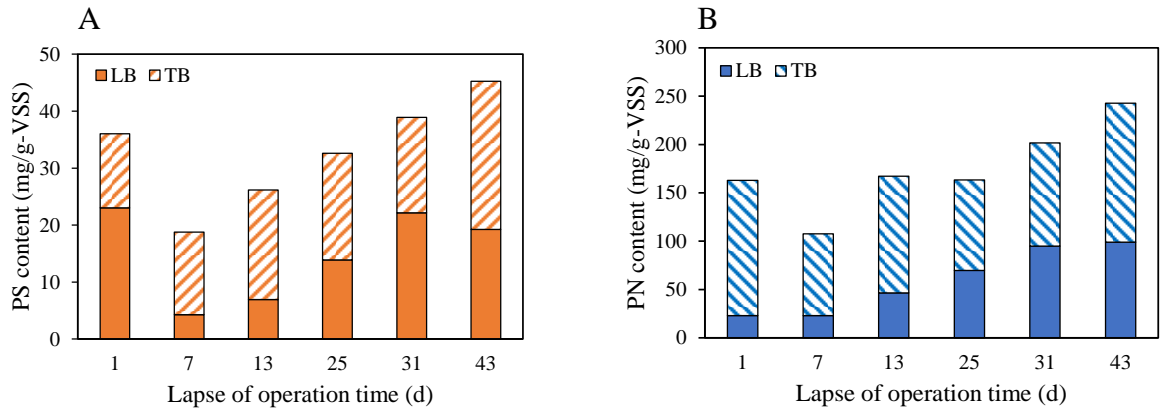 A
PS content (mg/g-VSS)
50
40
30
20
10
0
LB TB
1 7 13 25 31 43
Lapse of operation time (d)
B
PN content (mg/g-VSS)
300
250
200
150
100
50
0
LB TB
1 7 13 25 31 43
Lapse of operation time (d)